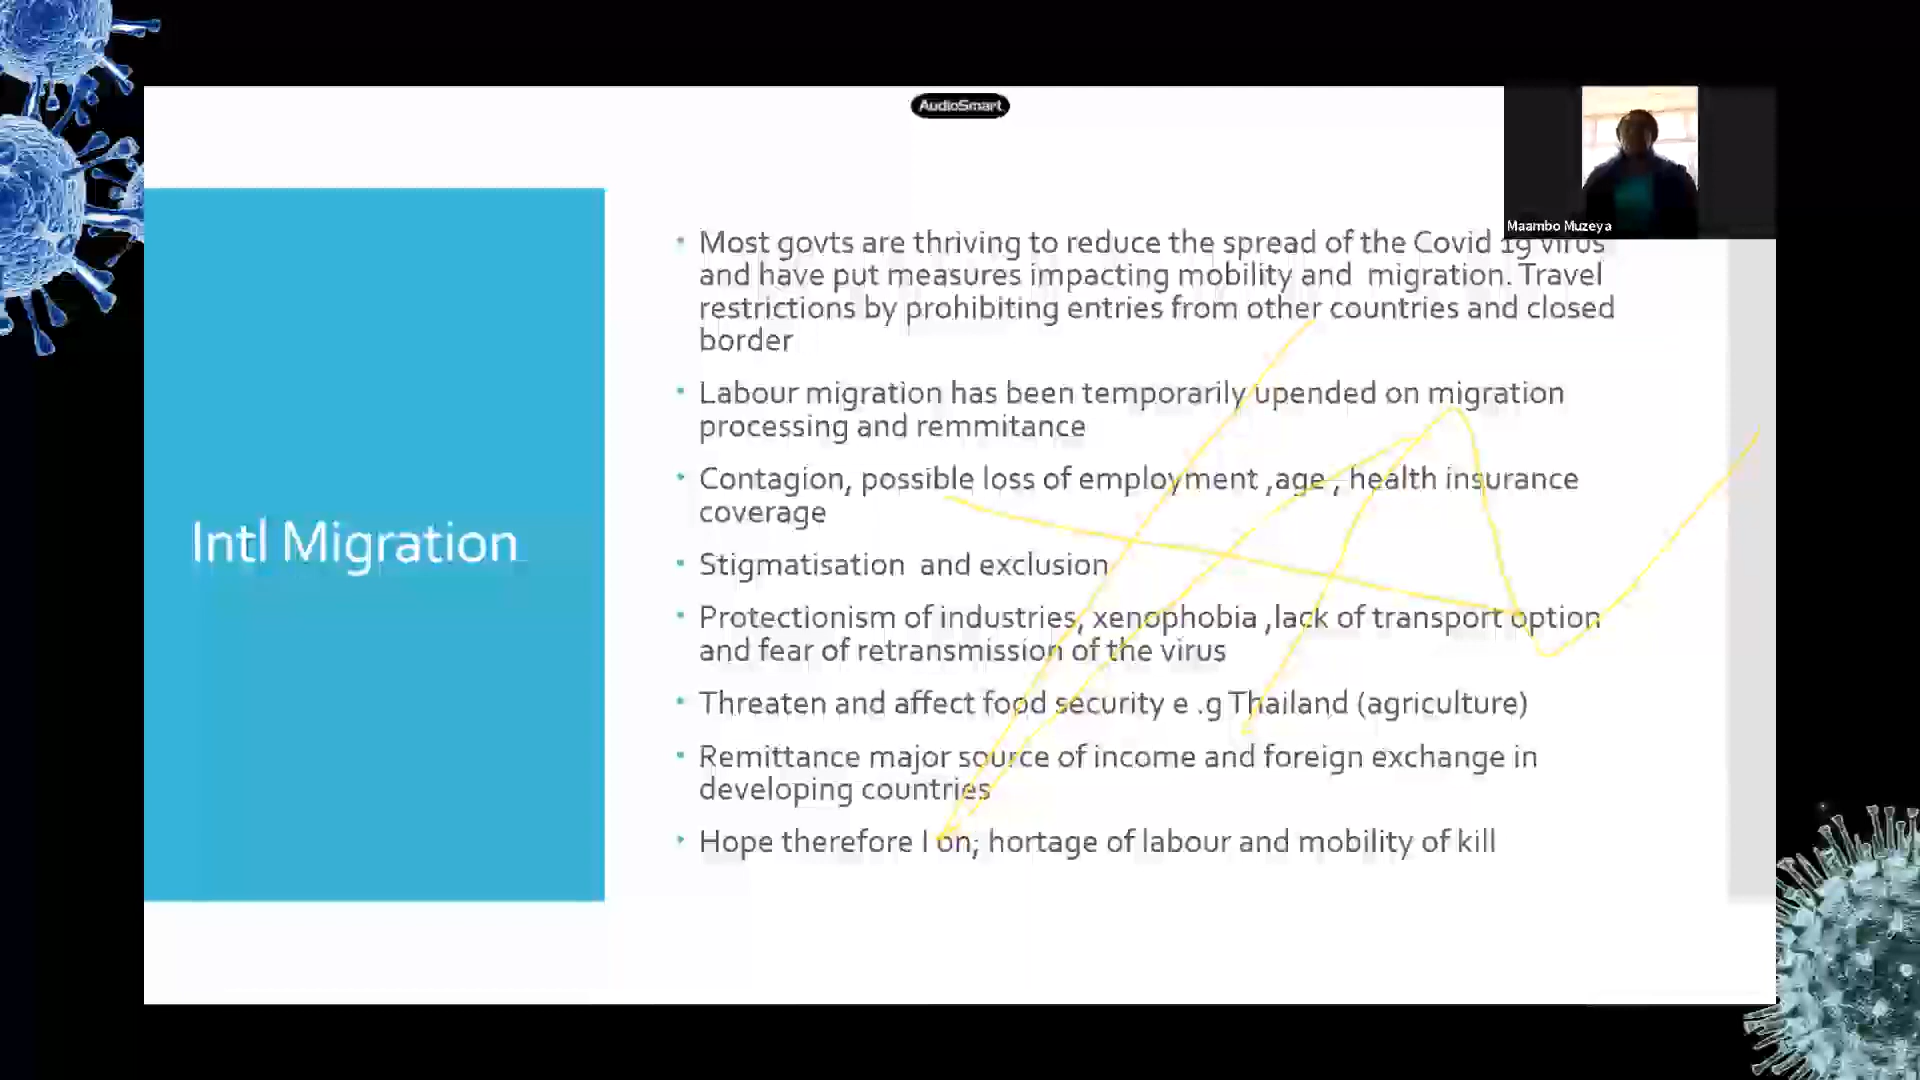 AudioSmart
Maambo Muzeya
Intl Migration
Most govts are thriving to reduce the spread of the Covid 19 virus
and have put measures impacting mobility and migration. Travel
restrictions by prohibiting entries from other countries and closed
border
Labour migration has been temporarily upended on migration
processing and remmitance
Contagion, possible loss of employment ,age , health insurance
coverage
Stigmatisation and exclusion
Protectionism of industries, xenophobia ,lack of transport option
and fear of retransmission of the virus
Threaten and affect food security e .g Thailand (agriculture)
Remittance major source of income and foreign exchange in
developing countries
Hope therefore I on; hortage of labour and mobility of kill